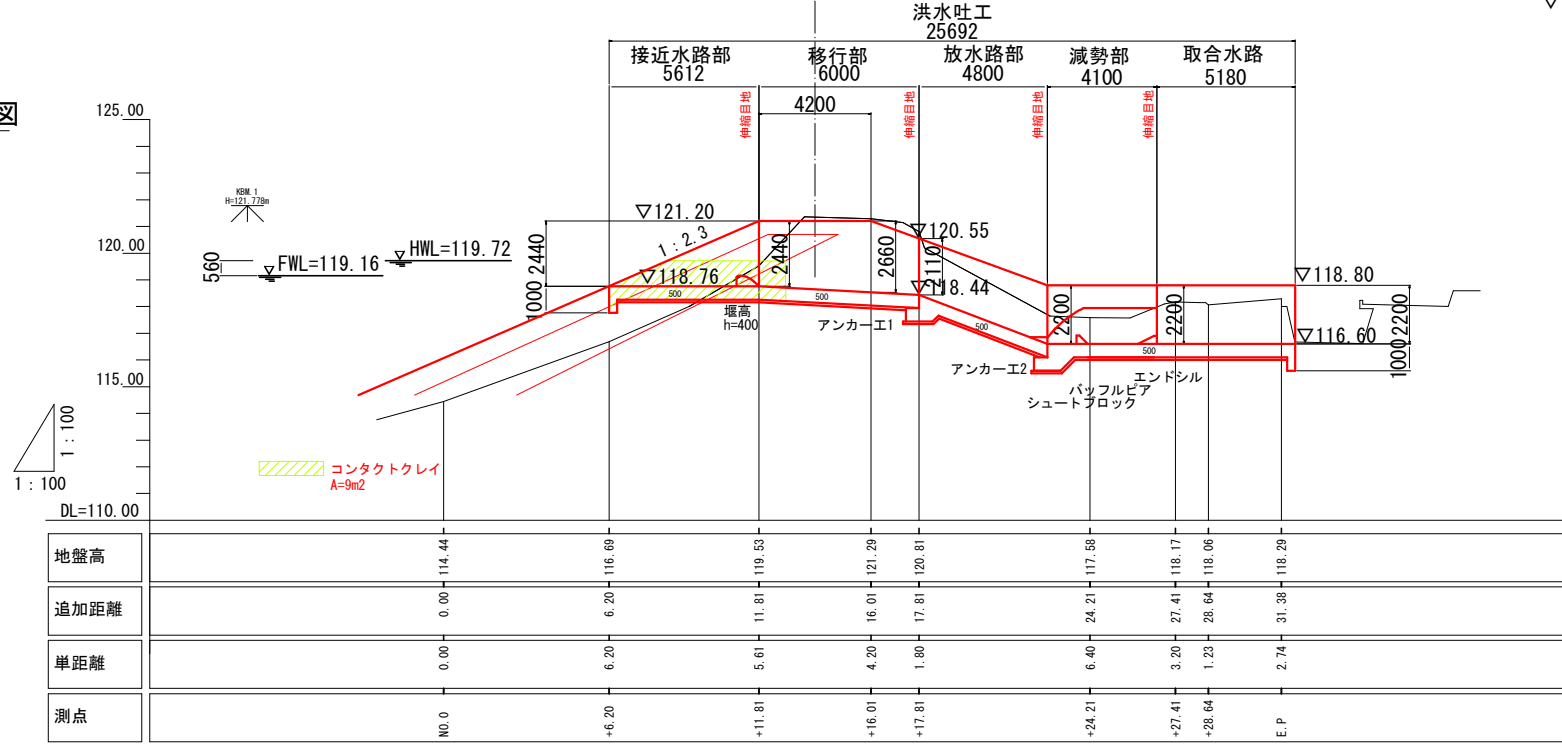 洪水吐工
25692
接近水路部
5612
移行部
6000
放水路部
4800
減勢部
4100
取合水路
5180
図
伸縮目地
伸縮目地
伸縮目地
伸縮目地
4200
125.00
120.00
115.00
DL=110.00
KBM.1
H=121.778m
560
▽FWL=119.16
▽HWL=119.72
2440
1000
▽121.20
1:2.3
▽118.76
2440
2660
▽120.55
2110
▽118.44
500
500
500
500
堰高
h=400
アンカー工1
アンカー工2
2200
2200
▽118.80
2200
▽116.60
1000
エンドシル
バッフルピア
シュートブロック
1:100
1:100
コンタクトクレイ
A=9m2
地盤高 114.44 116.69 119.53 121.29 120.81 117.58 118.17 118.06 118.29
追加距離 0.00 6.20 11.81 16.01 17.81 24.21 27.41 28.64 31.38
単距離 0.00 6.20 5.61 4.20 1.80 6.40 3.20 1.23 2.74
測点 NO.0 +6.20 +11.81 +16.01 +17.81 +24.21 +27.41 +28.64 E.P